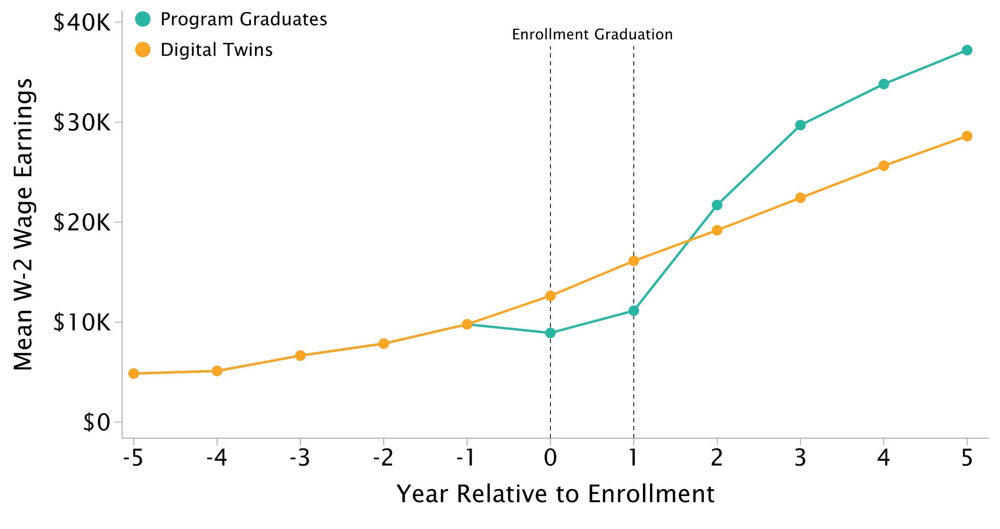 Program Graduates
Digital Twins
Enrollment Graduation
Mean W-2 Wage Earnings
$40K
$30K
$20K
$10K
$0
-5 -4 -3 -2 -1 0 1 2 3 4 5
Year Relative to Enrollment